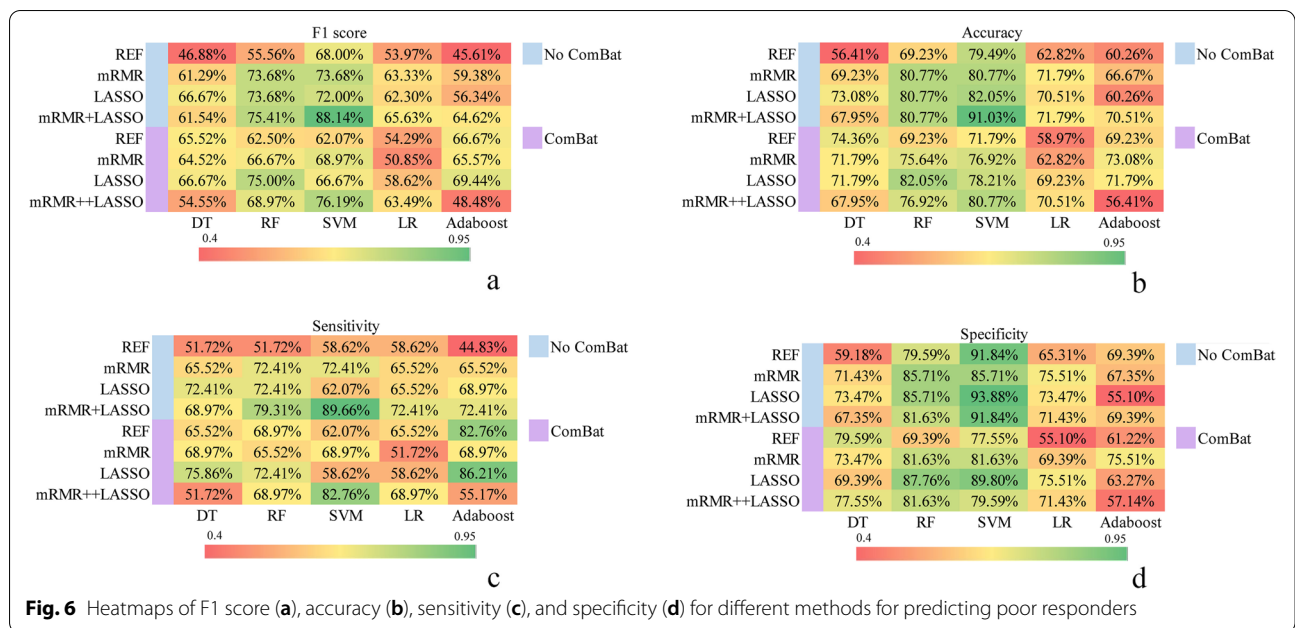 F1 score
REF 46.88% 55.56% 68.00% 53.97% 45.61% No ComBat
mRMR 61.29% 73.68% 73.68% 63.33% 59.38%
LASSO 66.67% 73.68% 72.00% 62.30% 56.34%
mRMR+LASSO 61.54% 75.41% 88.14% 65.63% 64.62%
REF 65.52% 62.50% 62.07% 54.29% 66.67% ComBat
mRMR 64.52% 66.67% 68.97% 50.85% 65.57%
LASSO 66.67% 75.00% 66.67% 58.62% 69.44%
mRMR++LASSO 54.55% 68.97% 76.19% 63.49% 48.48%
DT RF SVM LR Adaboost
0.4 0.95
a
Accuracy
REF 56.41% 69.23% 79.49% 62.82% 60.26% No ComBat
mRMR 69.23% 80.77% 80.77% 71.79% 66.67%
LASSO 73.08% 80.77% 82.05% 70.51% 60.26%
mRMR+LASSO 67.95% 80.77% 91.03% 71.79% 70.51%
REF 74.36% 69.23% 71.79% 58.97% 69.23% ComBat
mRMR 71.79% 75.64% 76.92% 62.82% 73.08%
LASSO 71.79% 82.05% 78.21% 69.23% 71.79%
mRMR++LASSO 67.95% 76.92% 80.77% 70.51% 56.41%
DT RF SVM LR Adaboost
0.4 0.95
b
Sensitivity
REF 51.72% 51.72% 58.62% 58.62% 44.83% No ComBat
mRMR 65.52% 72.41% 72.41% 65.52% 65.52%
LASSO 72.41% 72.41% 62.07% 65.52% 68.97%
mRMR+LASSO 68.97% 79.31% 89.66% 72.41% 72.41%
REF 65.52% 68.97% 62.07% 65.52% 82.76% ComBat
mRMR 68.97% 65.52% 68.97% 51.72% 68.97%
LASSO 75.86% 72.41% 58.62% 58.62% 86.21%
mRMR++LASSO 51.72% 68.97% 82.76% 68.97% 55.17%
DT RF SVM LR Adaboost
0.4 0.95
c
Specificity
REF 59.18% 79.59% 91.84% 65.31% 69.39% No ComBat
mRMR 71.43% 85.71% 85.71% 75.51% 67.35%
LASSO 73.47% 85.71% 93.88% 73.47% 55.10%
mRMR+LASSO 67.35% 81.63% 91.84% 71.43% 69.39%
REF 79.59% 69.39% 77.55% 55.10% 61.22% ComBat
mRMR 73.47% 81.63% 81.63% 69.39% 75.51%
LASSO 69.39% 87.76% 89.80% 75.51% 63.27%
mRMR++LASSO 77.55% 81.63% 79.59% 71.43% 57.14%
DT RF SVM LR Adaboost
0.4 0.95
d
Fig. 6 Heatmaps of F1 score (a), accuracy (b), sensitivity (c), and specificity (d) for different methods for predicting poor responders